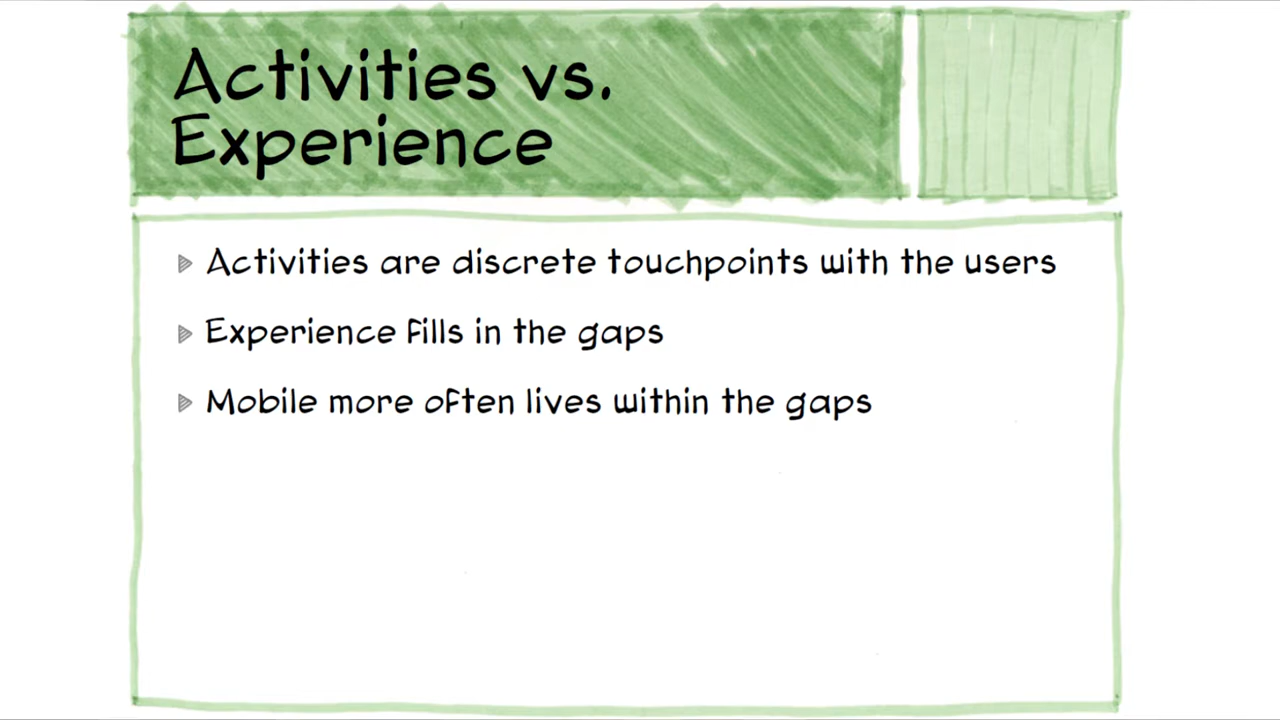 Activities vs.
Experience
Activities are discrete touchpoints with the users
Experience fills in the gaps
Mobile more often lives within the gaps